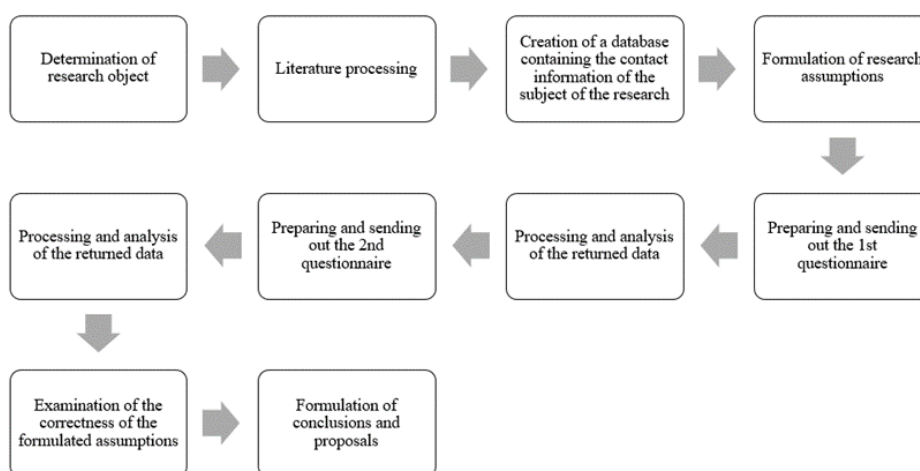 Determination of
research object
Literature processing
Creation of a database
containing the contact
information of the
subject of the research
Formulation of research
assumptions
Preparing and sending
out the 1st
questionnaire
Processing and analysis
of the returned data
Preparing and sending
out the 2nd
questionnaire
Processing and analysis
of the returned data
Examination of the
correctness of the
formulated assumptions
Formulation of
conclusions and
proposals